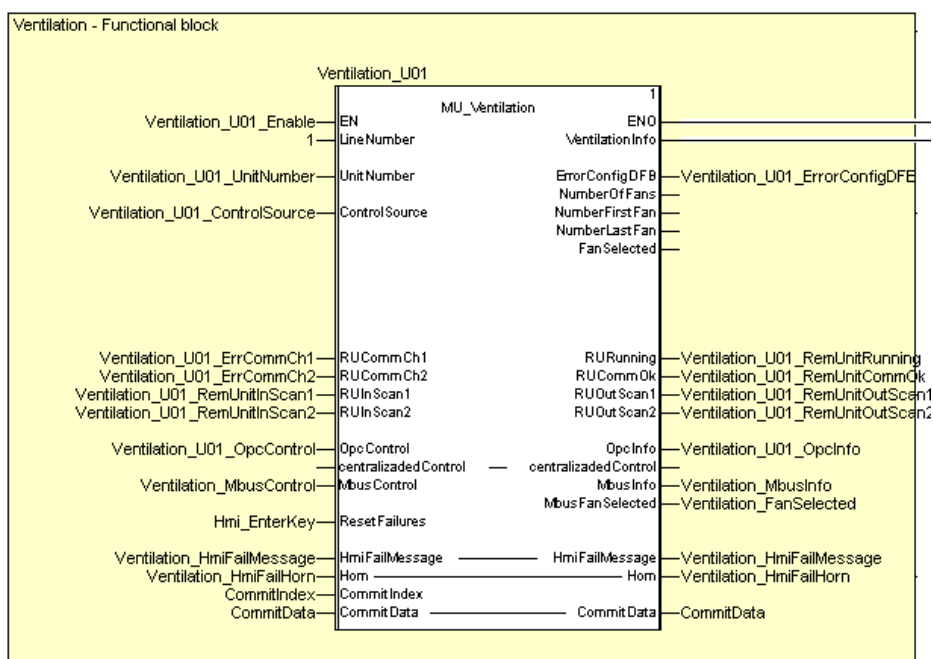 Ventilation - Functional block
Ventilation_U01
1
MU_Ventilation
Ventilation_U01_Enable EN ENO
1 LineNumber VentilationInfo
Ventilation_U01_UnitNumber UnitNumber ErrorConfigDFB Ventilation_U01_ErrorConfigDFE
NumberOfFans
Ventilation_U01_ControlSource ControlSource NumberFirstFan
NumberLastFan
FanSelected
Ventilation_U01_ErrCommCh1 RUCommCh1 RURunning Ventilation_U01_RemUnitRunning
Ventilation_U01_ErrCommCh2 RUCommCh2 RUCommOk Ventilation_U01_RemUnitCommOk
Ventilation_U01_RemUnitInScan1 RUInScan1 RUOutScan1 Ventilation_U01_RemUnitOutScan1
Ventilation_U01_RemUnitInScan2 RUInScan2 RUOutScan2 Ventilation_U01_RemUnitOutScan2
Ventilation_U01_OpcControl OpcControl OpcInfo Ventilation_U01_OpcInfo
centralizadedControl — centralizadedControl
Ventilation_MbusControl MbusControl MbusInfo Ventilation_MbusInfo
MbusFanSelected Ventilation_FanSelected
Hmi_EnterKey ResetFailures
Ventilation_HmiFailMessage HmiFailMessage HmiFailMessage Ventilation_HmiFailMessage
Ventilation_HmiFailHorn Horn Horn Ventilation_HmiFailHorn
CommitIndex CommitIndex
CommitData CommitData CommitData CommitData